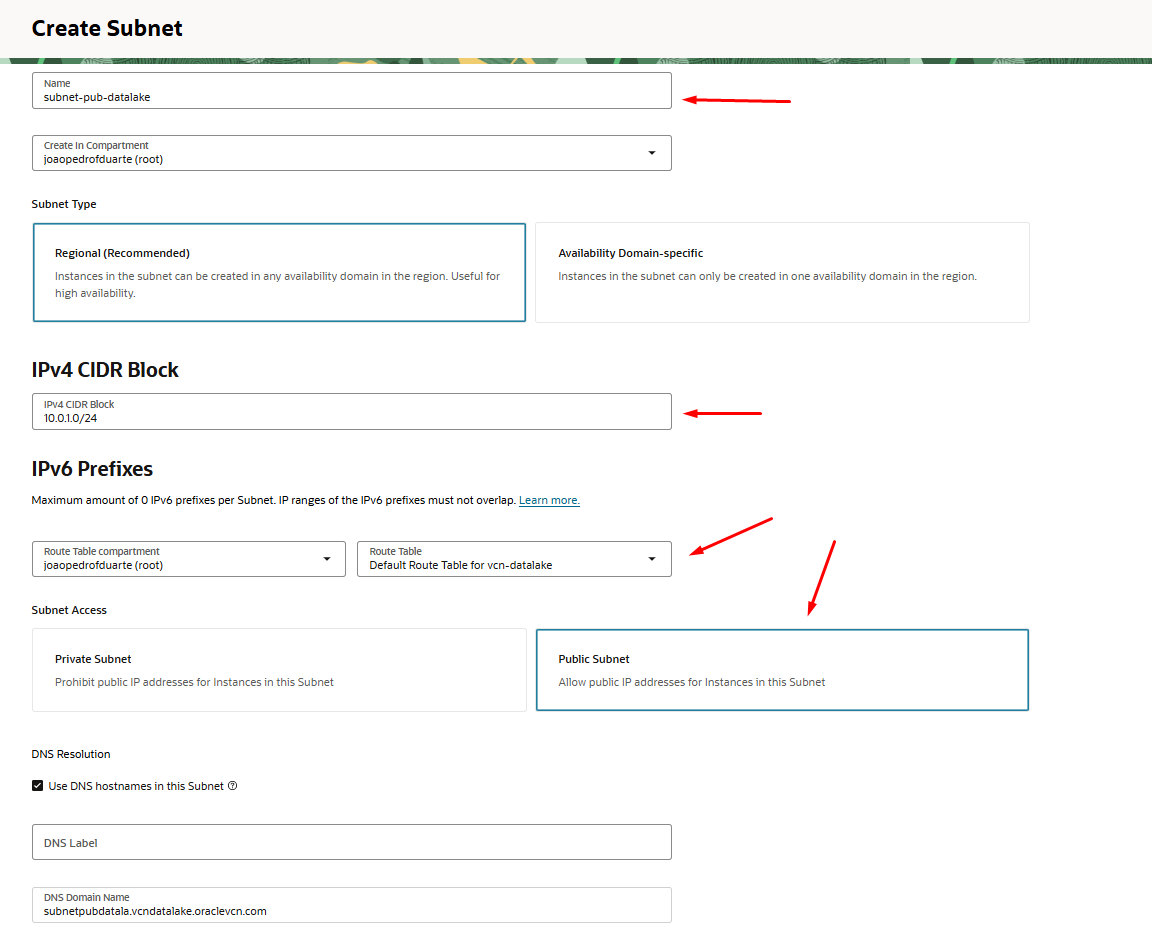 Create Subnet
Name
subnet-pub-datalake
Create In Compartment
joaopedrofduarte (root)
Subnet Type
Regional (Recommended)
Instances in the subnet can be created in any availability domain in the region. Useful for
high availability.
Availability Domain-specific
Instances in the subnet can only be created in one availability domain in the region.
IPv4 CIDR Block
IPv4 CIDR Block
10.0.1.0/24
IPv6 Prefixes
Maximum amount of 0 IPv6 prefixes per Subnet. IP ranges of the IPv6 prefixes must not overlap. Learn more.
Route Table compartment
joaopedrofduarte (root)
Route Table
Default Route Table for vcn-datalake
Subnet Access
Private Subnet
Prohibit public IP addresses for Instances in this Subnet
Public Subnet
Allow public IP addresses for Instances in this Subnet
DNS Resolution
Use DNS hostnames in this Subnet
DNS Label
DNS Domain Name
subnetpubdatala.vcndatalake.oraclevcn.com